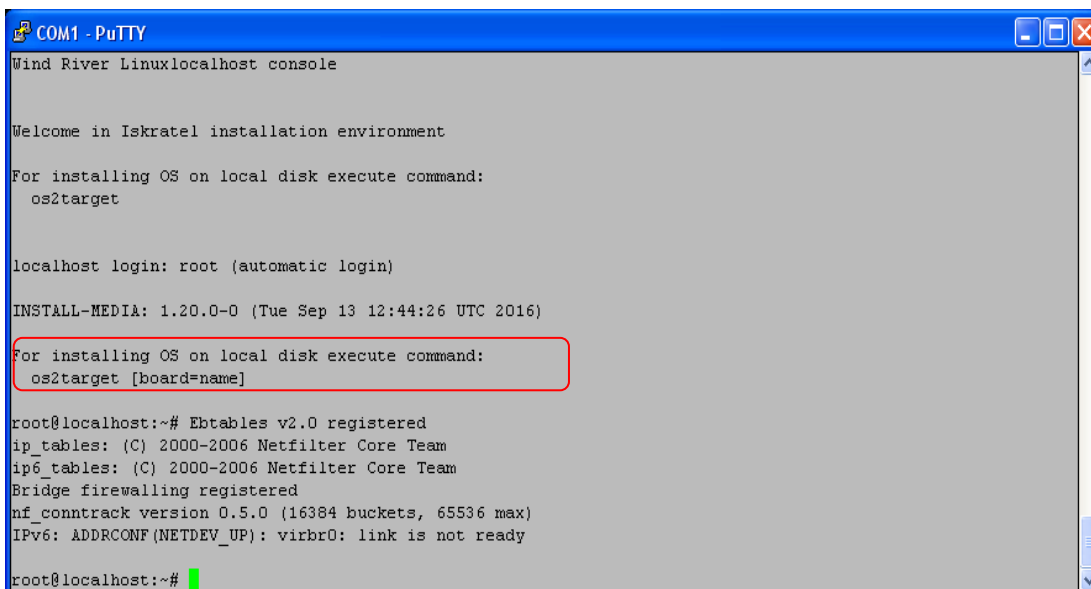 COM1 - PuTTY
Wind River Linuxlocalhost console
Welcome in Iskratel installation environment
For installing OS on local disk execute command:
os2target
localhost login: root (automatic login)
INSTALL-MEDIA: 1.20.0-0 (Tue Sep 13 12:44:26 UTC 2016)
For installing OS on local disk execute command:
os2target [board=name]
root@localhost:~# Ebtables v2.0 registered
ip_tables: (C) 2000-2006 Netfilter Core Team
ip6_tables: (C) 2000-2006 Netfilter Core Team
Bridge firewalling registered
nf_conntrack version 0.5.0 (16384 buckets, 65536 max)
IPv6: ADDRCONF(NETDEV_UP): virbr0: link is not ready
root@localhost:~#